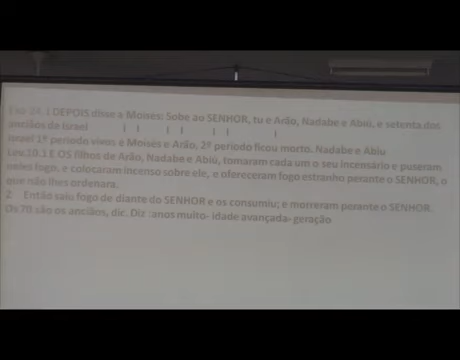 Exo 24. 1 DEPOIS disse a Moisés: Sobe ao SENHOR, tu e Arão, Nadabe e Abiú, e setenta dos
anciãos de Israel | | | | | | |
Israel 1º período vivos é Moisés e Arão, 2º período ficou morto. Nadabe e Abiu
Lev.10.1 E OS filhos de Arão, Nadabe e Abiú, tomaram cada um o seu incensário e puseram
neles fogo, e colocaram incenso sobre ele, e ofereceram fogo estranho perante o SENHOR, o
que não lhes ordenara.
2 Então saiu fogo de diante do SENHOR e os consumiu; e morreram perante o SENHOR.
Os 70 são os anciãos, dic. Diz :anos muito- idade avançada- geração